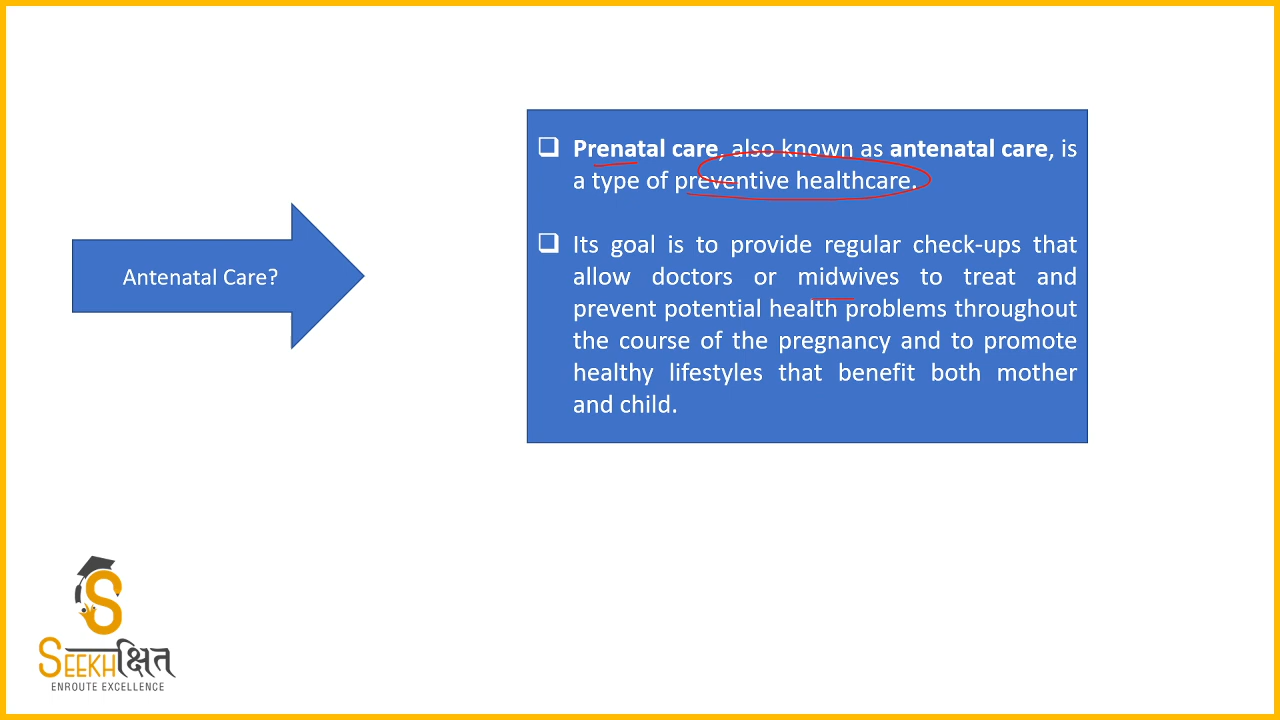 Antenatal Care?
❑ Prenatal care, also known as antenatal care, is
a type of preventive healthcare.
❑ Its goal is to provide regular check-ups that
allow doctors or midwives to treat and
prevent potential health problems throughout
the course of the pregnancy and to promote
healthy lifestyles that benefit both mother
and child.
SEEKHक्षित
ENROUTE EXCELLENCE